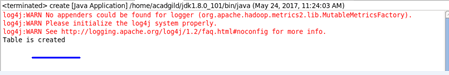 <terminated> create [Java Application] /home/acadgild/jdk1.8.0_101/bin/java (May 24, 2017, 11:24:03 AM)
log4j:WARN No appenders could be found for logger (org.apache.hadoop.metrics2.lib.MutableMetricsFactory).
log4j:WARN Please initialize the log4j system properly.
log4j:WARN See http://logging.apache.org/log4j/1.2/faq.html#noconfig for more info.
Table is created